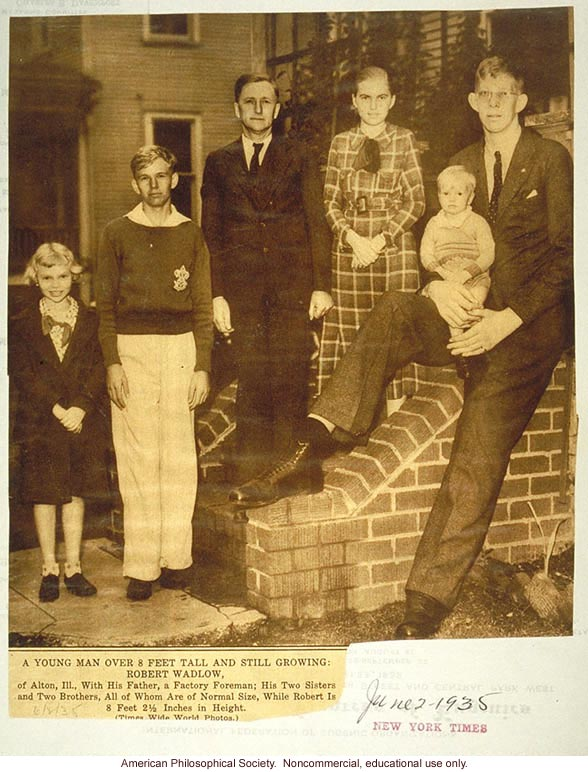 A YOUNG MAN OVER 8 FEET TALL AND STILL GROWING:
ROBERT WADLOW,
of Alton, Ill., With His Father, a Factory Foreman; His Two Sisters
and Two Brothers, All of Whom Are of Normal Size, While Robert Is
8 Feet 2½ Inches in Height.
(Times Wide World Photos.)
June 2-1935
NEW YORK TIMES
American Philosophical Society. Noncommercial, educational use only.